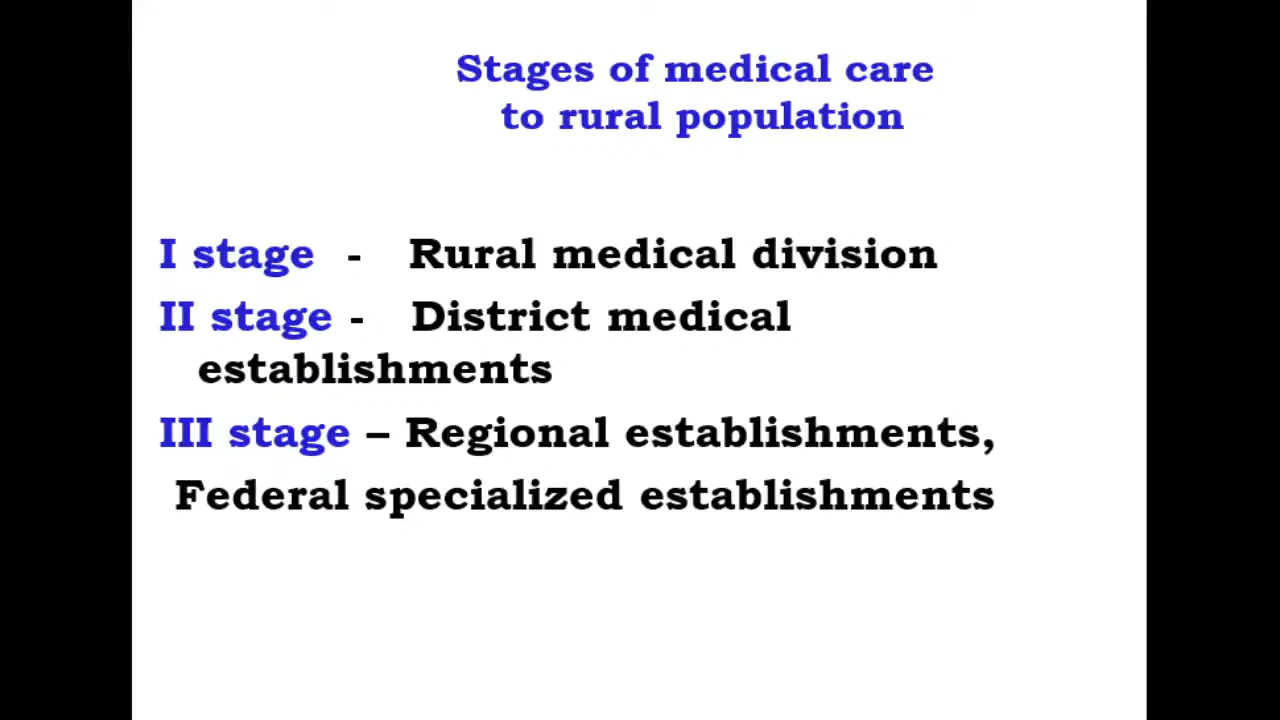 Stages of medical care
to rural population
I stage - Rural medical division
II stage - District medical
establishments
III stage – Regional establishments,
Federal specialized establishments